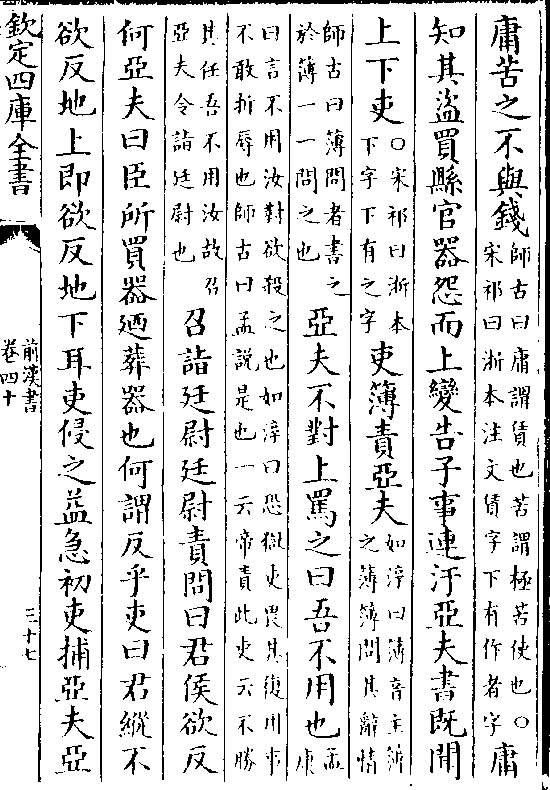 庸苦之不與錢師古曰庸謂賃也苦謂極苦使也○宋祁曰浙本注文賃字下有作者字庸
知其盗買縣官器怨而上變告子事連汙亞夫書既聞
上下吏○宋祁曰浙本下字下有之字吏簿責亞夫如淳曰簿音主簿之簿簿問其辭情
師古曰簿問者書之於簿一一問之也亞夫不對上罵之曰吾不用也孟康
曰言不用汝對欲殺之也如淳曰恐獄吏畏其復用事不敢折辱也師古曰孟說是也一云帝責此吏云不勝
其任吾不用汝故召亞夫令詣廷尉也召詣廷尉廷尉責問曰君侯欲反
何亞夫曰臣所買器廼葬器也何謂反乎吏曰君縱不
欲反地上即欲反地下耳吏侵之益急初吏捕亞夫亞
欽定四庫全書
前漢書
卷四十
三十七